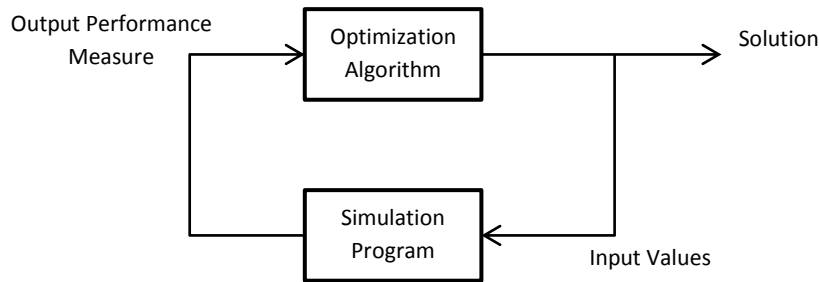 Output Performance
Measure
Optimization
Algorithm
Solution
Simulation
Program
Input Values